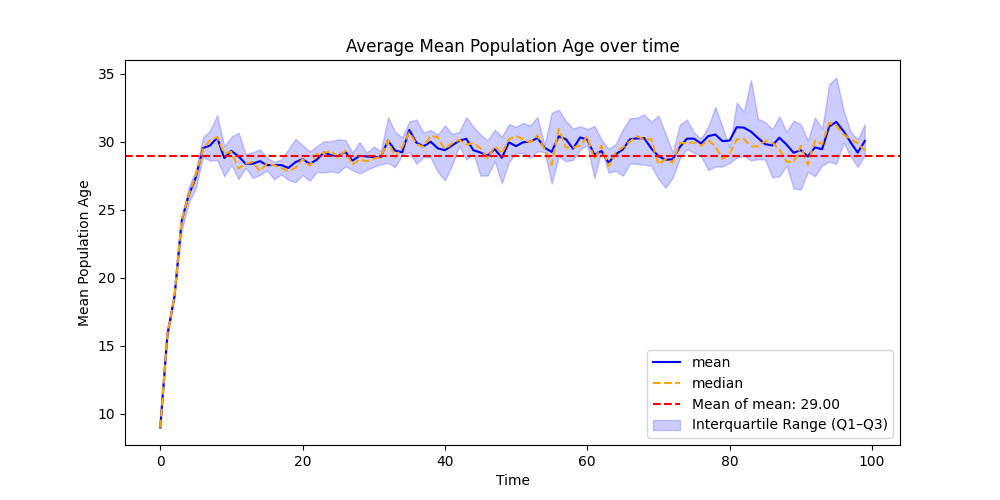 Average Mean Population Age over time
Mean Population Age
35
30
25
20
15
10
0
20
40
60
80
100
Time
mean
median
Mean of mean: 29.00
Interquartile Range (Q1–Q3)